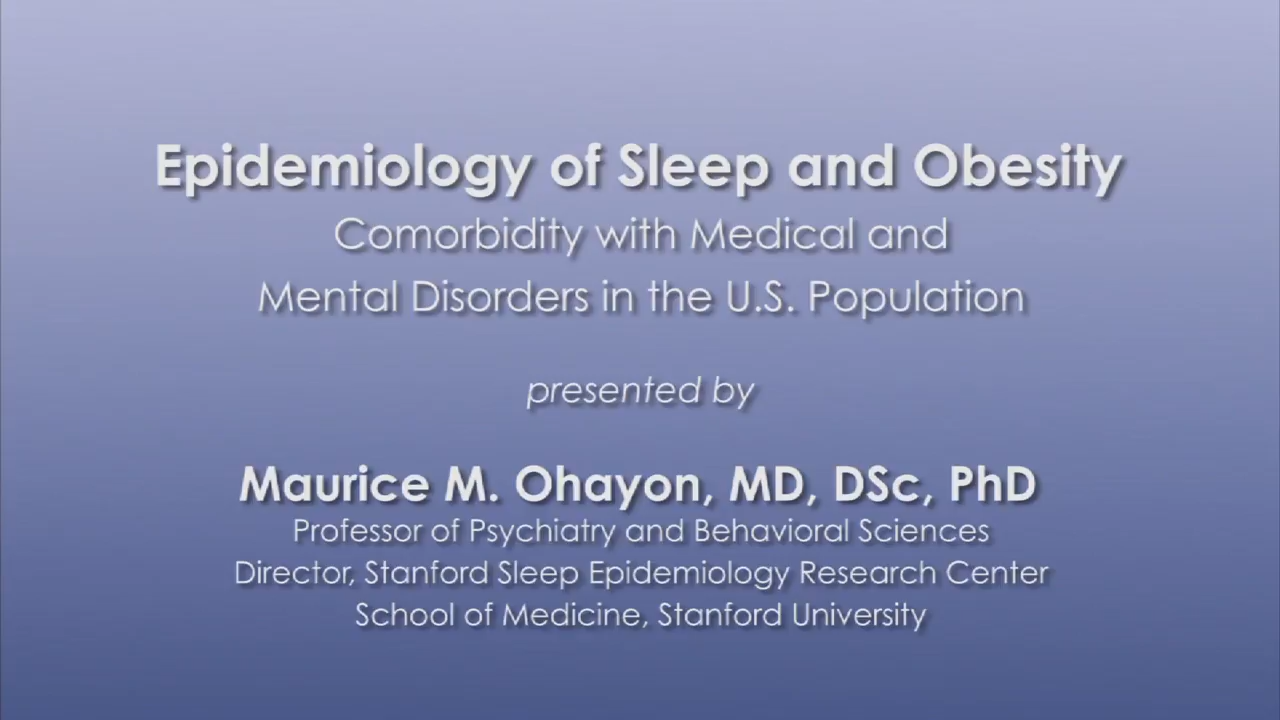 Epidemiology of Sleep and Obesity
Comorbidity with Medical and
Mental Disorders in the U.S. Population
presented by
Maurice M. Ohayon, MD, DSc, PhD
Professor of Psychiatry and Behavioral Sciences
Director, Stanford Sleep Epidemiology Research Center
School of Medicine, Stanford University